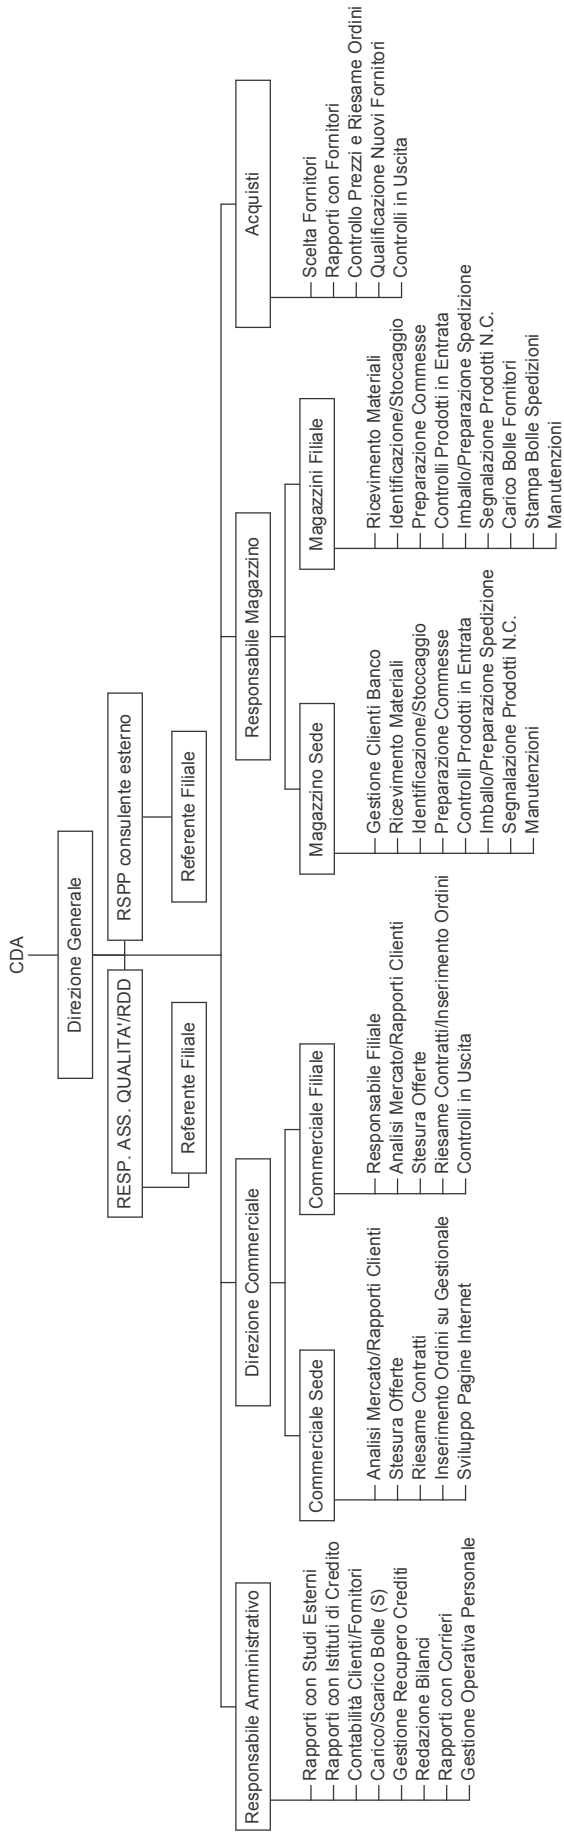 CDA
Direzione Generale
RESP. ASS. QUALITA'/RDD
RSPP consulente esterno
Referente Filiale
Referente Filiale
Responsabile Amministrativo
Rapporti con Studi Esterni
Rapporti con Istituti di Credito
Contabilità Clienti/Fornitori
Carico/Scarico Bolle (S)
Gestione Recupero Crediti
Redazione Bilanci
Rapporti con Corrieri
Gestione Operativa Personale
Direzione Commerciale
Commerciale Sede
Analisi Mercato/Rapporti Clienti
Stesura Offerte
Riesame Contratti
Inserimento Ordini su Gestionale
Sviluppo Pagine Internet
Commerciale Filiale
Responsabile Filiale
Analisi Mercato/Rapporti Clienti
Stesura Offerte
Riesame Contratti/Inserimento Ordini
Controlli in Uscita
Responsabile Magazzino
Magazzino Sede
Gestione Clienti Banco
Ricevimento Materiali
Identificazione/Stoccaggio
Preparazione Commesse
Controlli Prodotti in Entrata
Imballo/Preparazione Spedizione
Segnalazione Prodotti N.C.
Manutenzioni
Magazzini Filiale
Ricevimento Materiali
Identificazione/Stoccaggio
Preparazione Commesse
Controlli Prodotti in Entrata
Imballo/Preparazione Spedizione
Segnalazione Prodotti N.C.
Carico Bolle Fornitori
Stampa Bolle Spedizioni
Manutenzioni
Acquisti
Scelta Fornitori
Rapporti con Fornitori
Controllo Prezzi e Riesame Ordini
Qualificazione Nuovi Fornitori
Controlli in Uscita